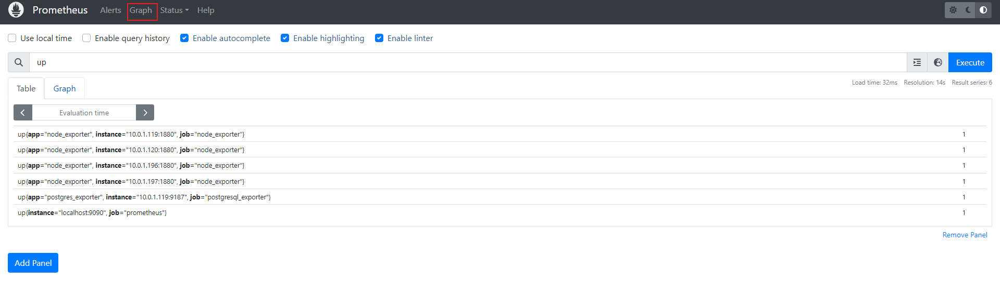 Prometheus Alerts Graph Status Help
Use local time Enable query history Enable autocomplete Enable highlighting Enable linter
up Execute
Table Graph Load time: 32ms Resolution: 14s Result series: 6
Evaluation time
up{app="node_exporter", instance="10.0.1.119:1880", job="node_exporter"} 1
up{app="node_exporter", instance="10.0.1.120:1880", job="node_exporter"} 1
up{app="node_exporter", instance="10.0.1.196:1880", job="node_exporter"} 1
up{app="node_exporter", instance="10.0.1.197:1880", job="node_exporter"} 1
up{app="postgres_exporter", instance="10.0.1.119:9187", job="postgresql_exporter"} 1
up{instance="localhost:9090", job="prometheus"} 1
Remove Panel
Add Panel